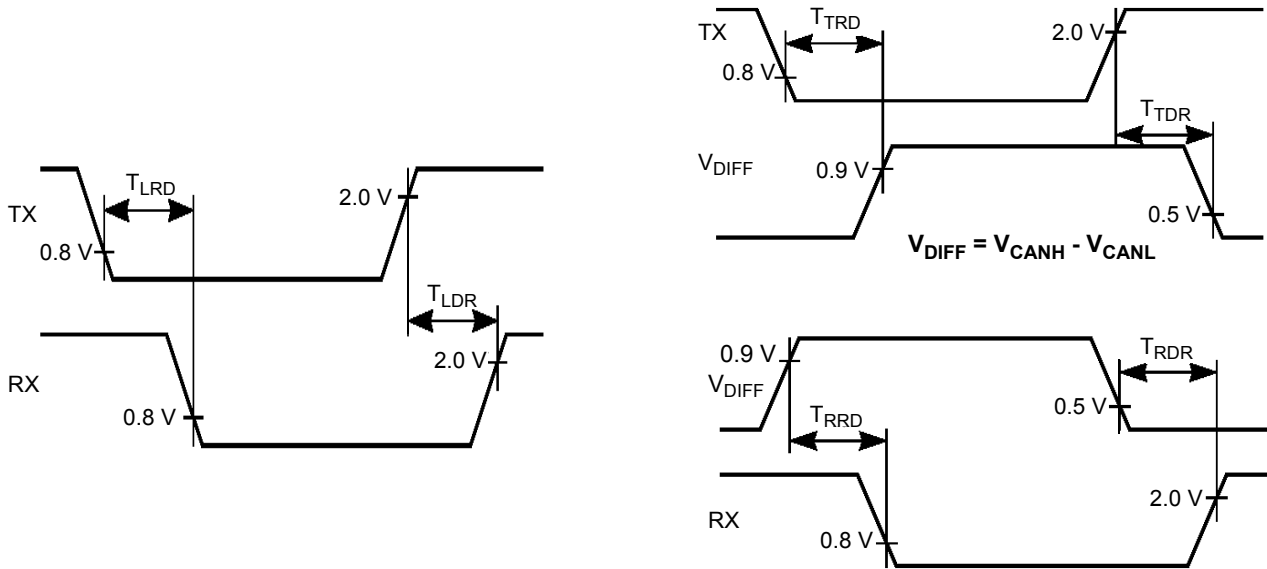 TX
T_LRD
0.8 V
2.0 V
T_LDR
RX
0.8 V
2.0 V
TX
T_TRD
0.8 V
2.0 V
T_TDR
V_DIFF
0.9 V
0.5 V
V_DIFF = V_CANH - V_CANL
0.9 V
V_DIFF
T_RRD
0.5 V
T_RDR
RX
0.8 V
2.0 V